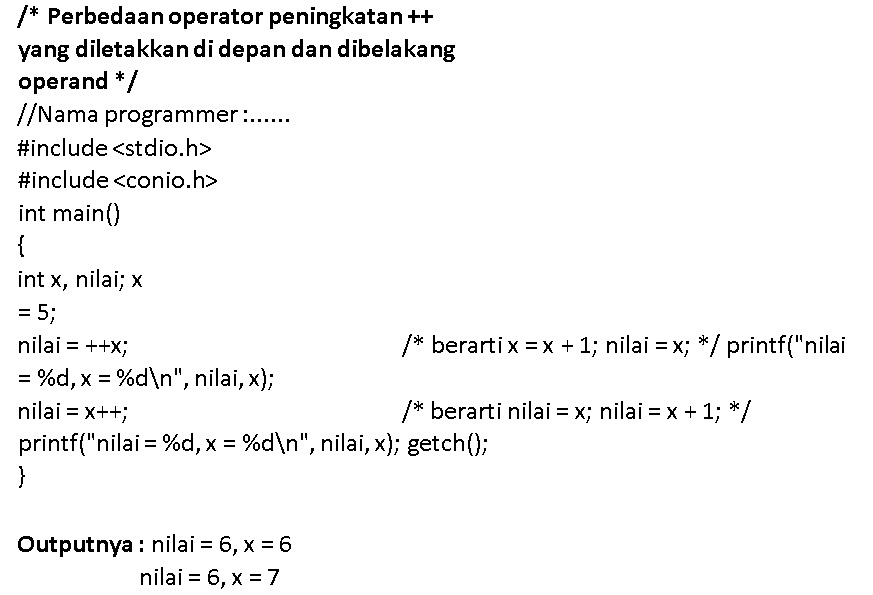 /* Perbedaan operator peningkatan ++
yang diletakkan di depan dan dibelakang
operand */
//Nama programmer :......
#include <stdio.h>
#include <conio.h>
int main()
{
int x, nilai; x
= 5;
nilai = ++x; /* berarti x = x + 1; nilai = x; */ printf("nilai
= %d, x = %d\n", nilai, x);
nilai = x++; /* berarti nilai = x; nilai = x + 1; */
printf("nilai = %d, x = %d\n", nilai, x); getch();
}
Outputnya : nilai = 6, x = 6
nilai = 6, x = 7